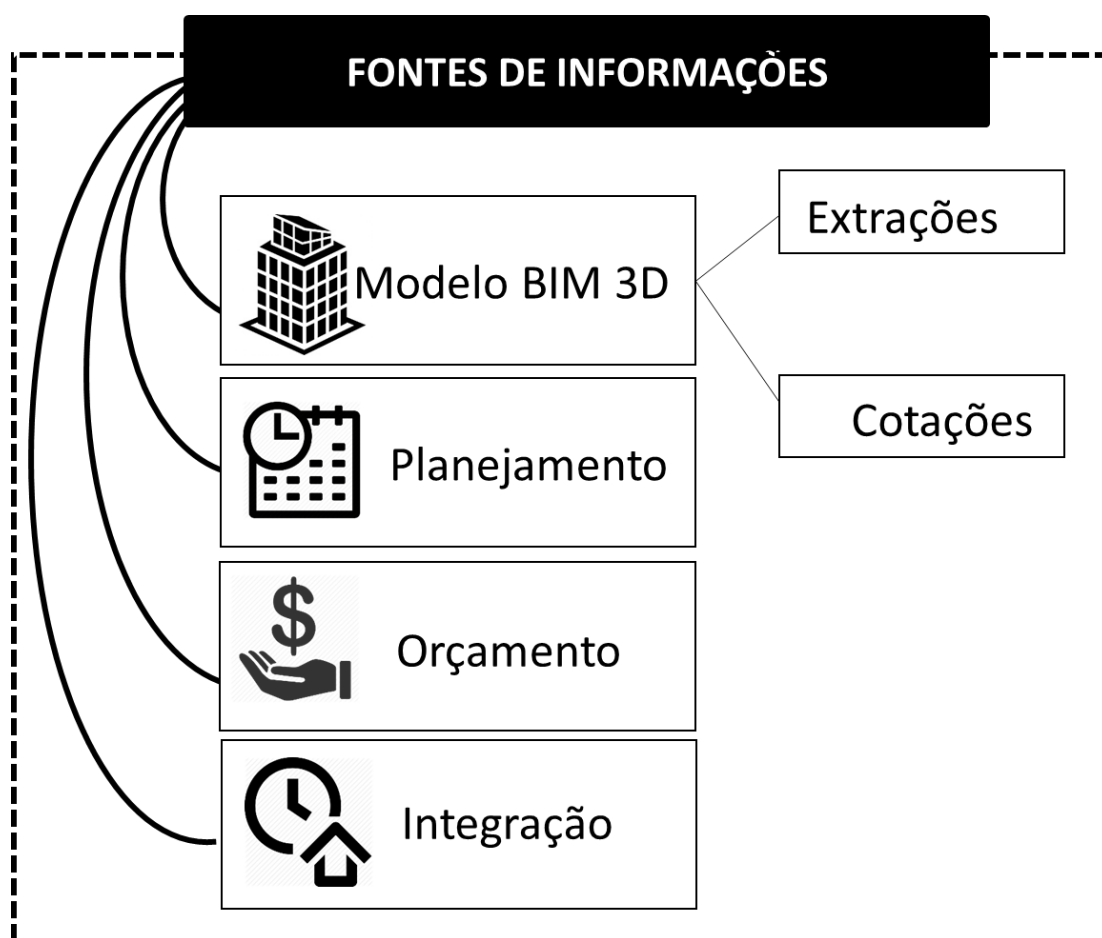 FONTES DE INFORMAÇÕES
Modelo BIM 3D
Extrações
Cotações
Planejamento
$
Orçamento
Integração